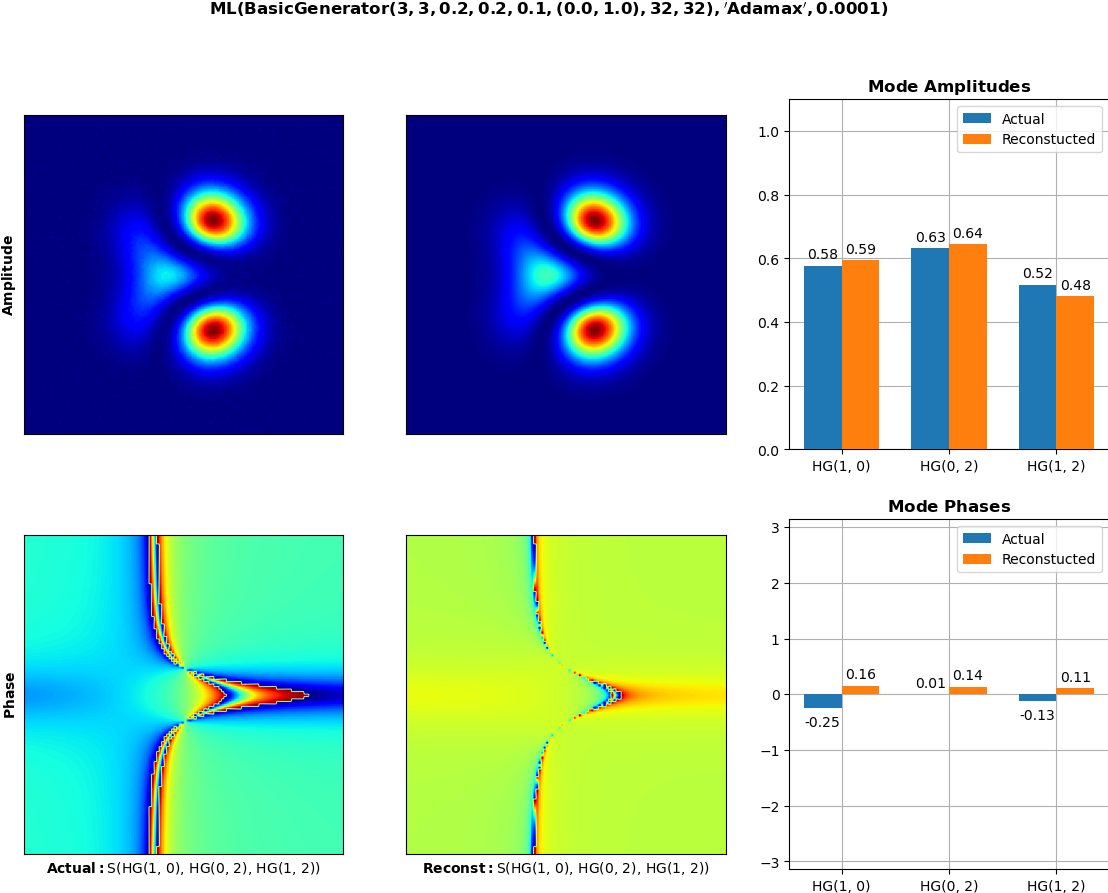 ML(BasicGenerator(3, 3, 0.2, 0.2, 0.1, (0.0, 1.0), 32, 32), ′Adamax′, 0.0001)
Amplitude
Mode Amplitudes
Actual
Reconstucted
1.0
0.8
0.6
0.4
0.2
0.0
0.58
0.59
0.63
0.64
0.52
0.48
HG(1, 0)
HG(0, 2)
HG(1, 2)
Phase
Actual: S(HG(1, 0), HG(0, 2), HG(1, 2))
Reconst: S(HG(1, 0), HG(0, 2), HG(1, 2))
Mode Phases
Actual
Reconstucted
3
2
1
0
−1
−2
−3
-0.25
0.16
0.01
0.14
-0.13
0.11
HG(1, 0)
HG(0, 2)
HG(1, 2)